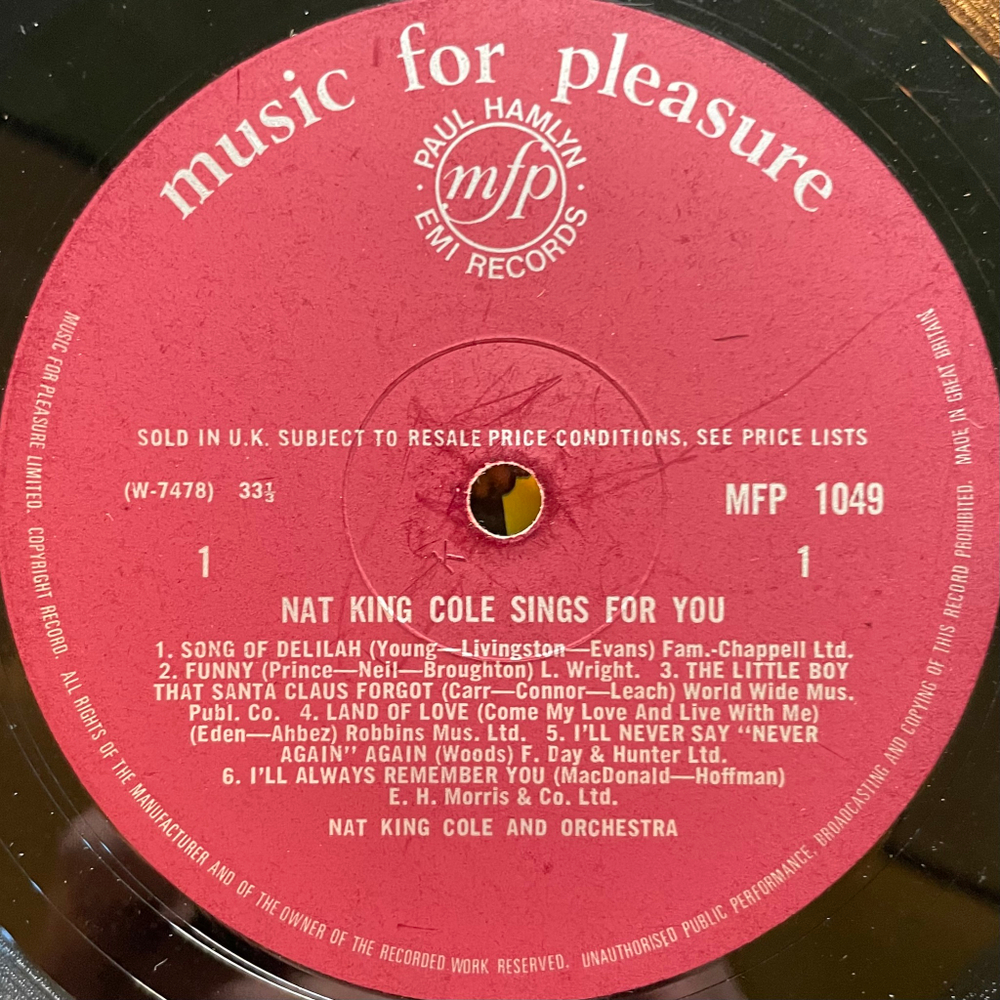 music for pleasure
PAUL HAMLYN
mfp
EMI RECORDS
SOLD IN U.K. SUBJECT TO RESALE PRICE CONDITIONS, SEE PRICE LISTS
(W-7478) 33⅓
MFP 1049
1
1
NAT KING COLE SINGS FOR YOU
1. SONG OF DELILAH (Young—Livingston—Evans) Fam.-Chappell Ltd.
2. FUNNY (Prince—Neil—Broughton) L. Wright. 3. THE LITTLE BOY
THAT SANTA CLAUS FORGOT (Carr—Connor—Leach) World Wide Mus.
Publ. Co. 4. LAND OF LOVE (Come My Love And Live With Me)
(Eden—Ahbez) Robbins Mus. Ltd. 5. I'LL NEVER SAY "NEVER
AGAIN" AGAIN (Woods) F. Day & Hunter Ltd.
6. I'LL ALWAYS REMEMBER YOU (MacDonald—Hoffman)
E. H. Morris & Co. Ltd.
NAT KING COLE AND ORCHESTRA
MUSIC FOR PLEASURE LIMITED. COPYRIGHT RECORD. ALL RIGHTS OF THE MANUFACTURER AND OF THE OWNER OF THE RECORDED WORK RESERVED. UNAUTHORISED PUBLIC PERFORMANCE, BROADCASTING AND COPYING OF THIS RECORD PROHIBITED. MADE IN GREAT BRITAIN